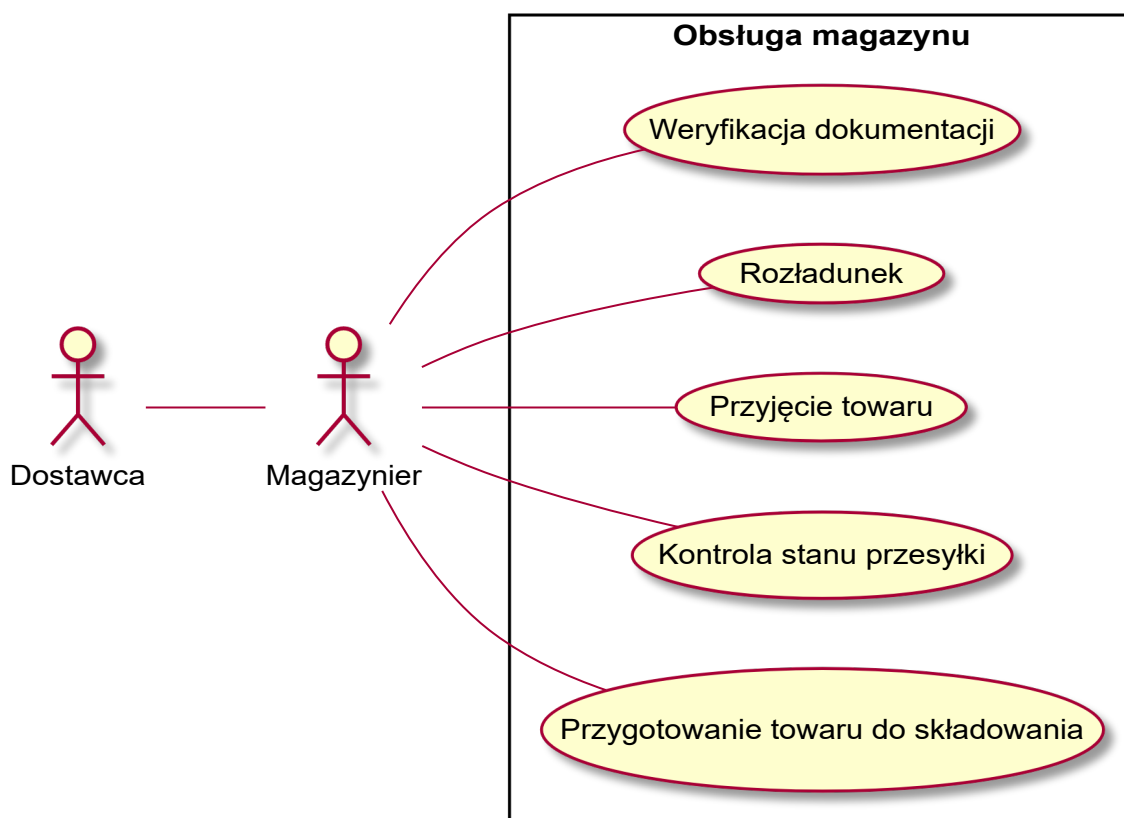 Obsługa magazynu
Weryfikacja dokumentacji
Rozładunek
Przyjęcie towaru
Dostawca
Magazynier
Kontrola stanu przesyłki
Przygotowanie towaru do składowania